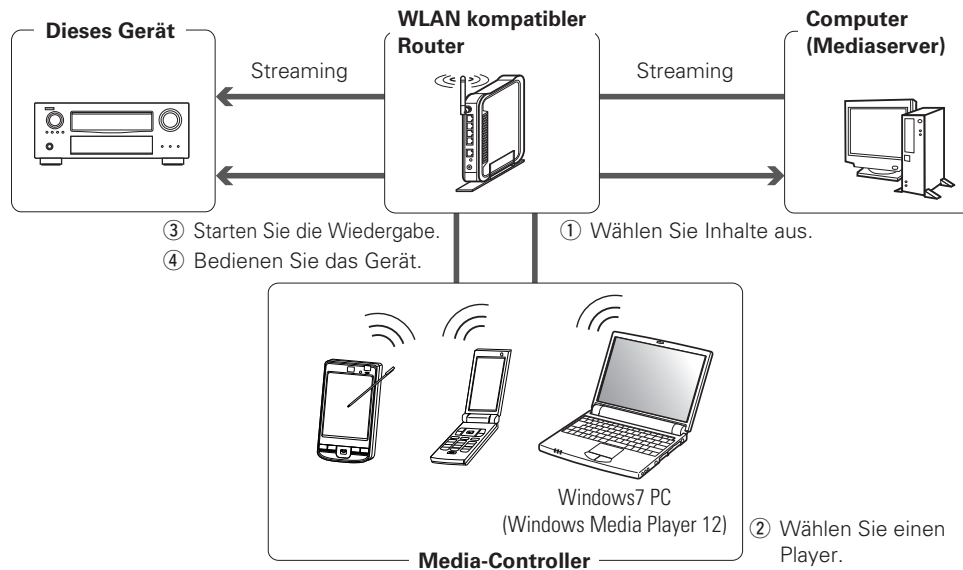 Dieses Gerät
WLAN kompatibler
Router
Computer
(Mediaserver)
Streaming
Streaming
③ Starten Sie die Wiedergabe.
④ Bedienen Sie das Gerät.
① Wählen Sie Inhalte aus.
Windows7 PC
(Windows Media Player 12)
② Wählen Sie einen
Player.
Media-Controller